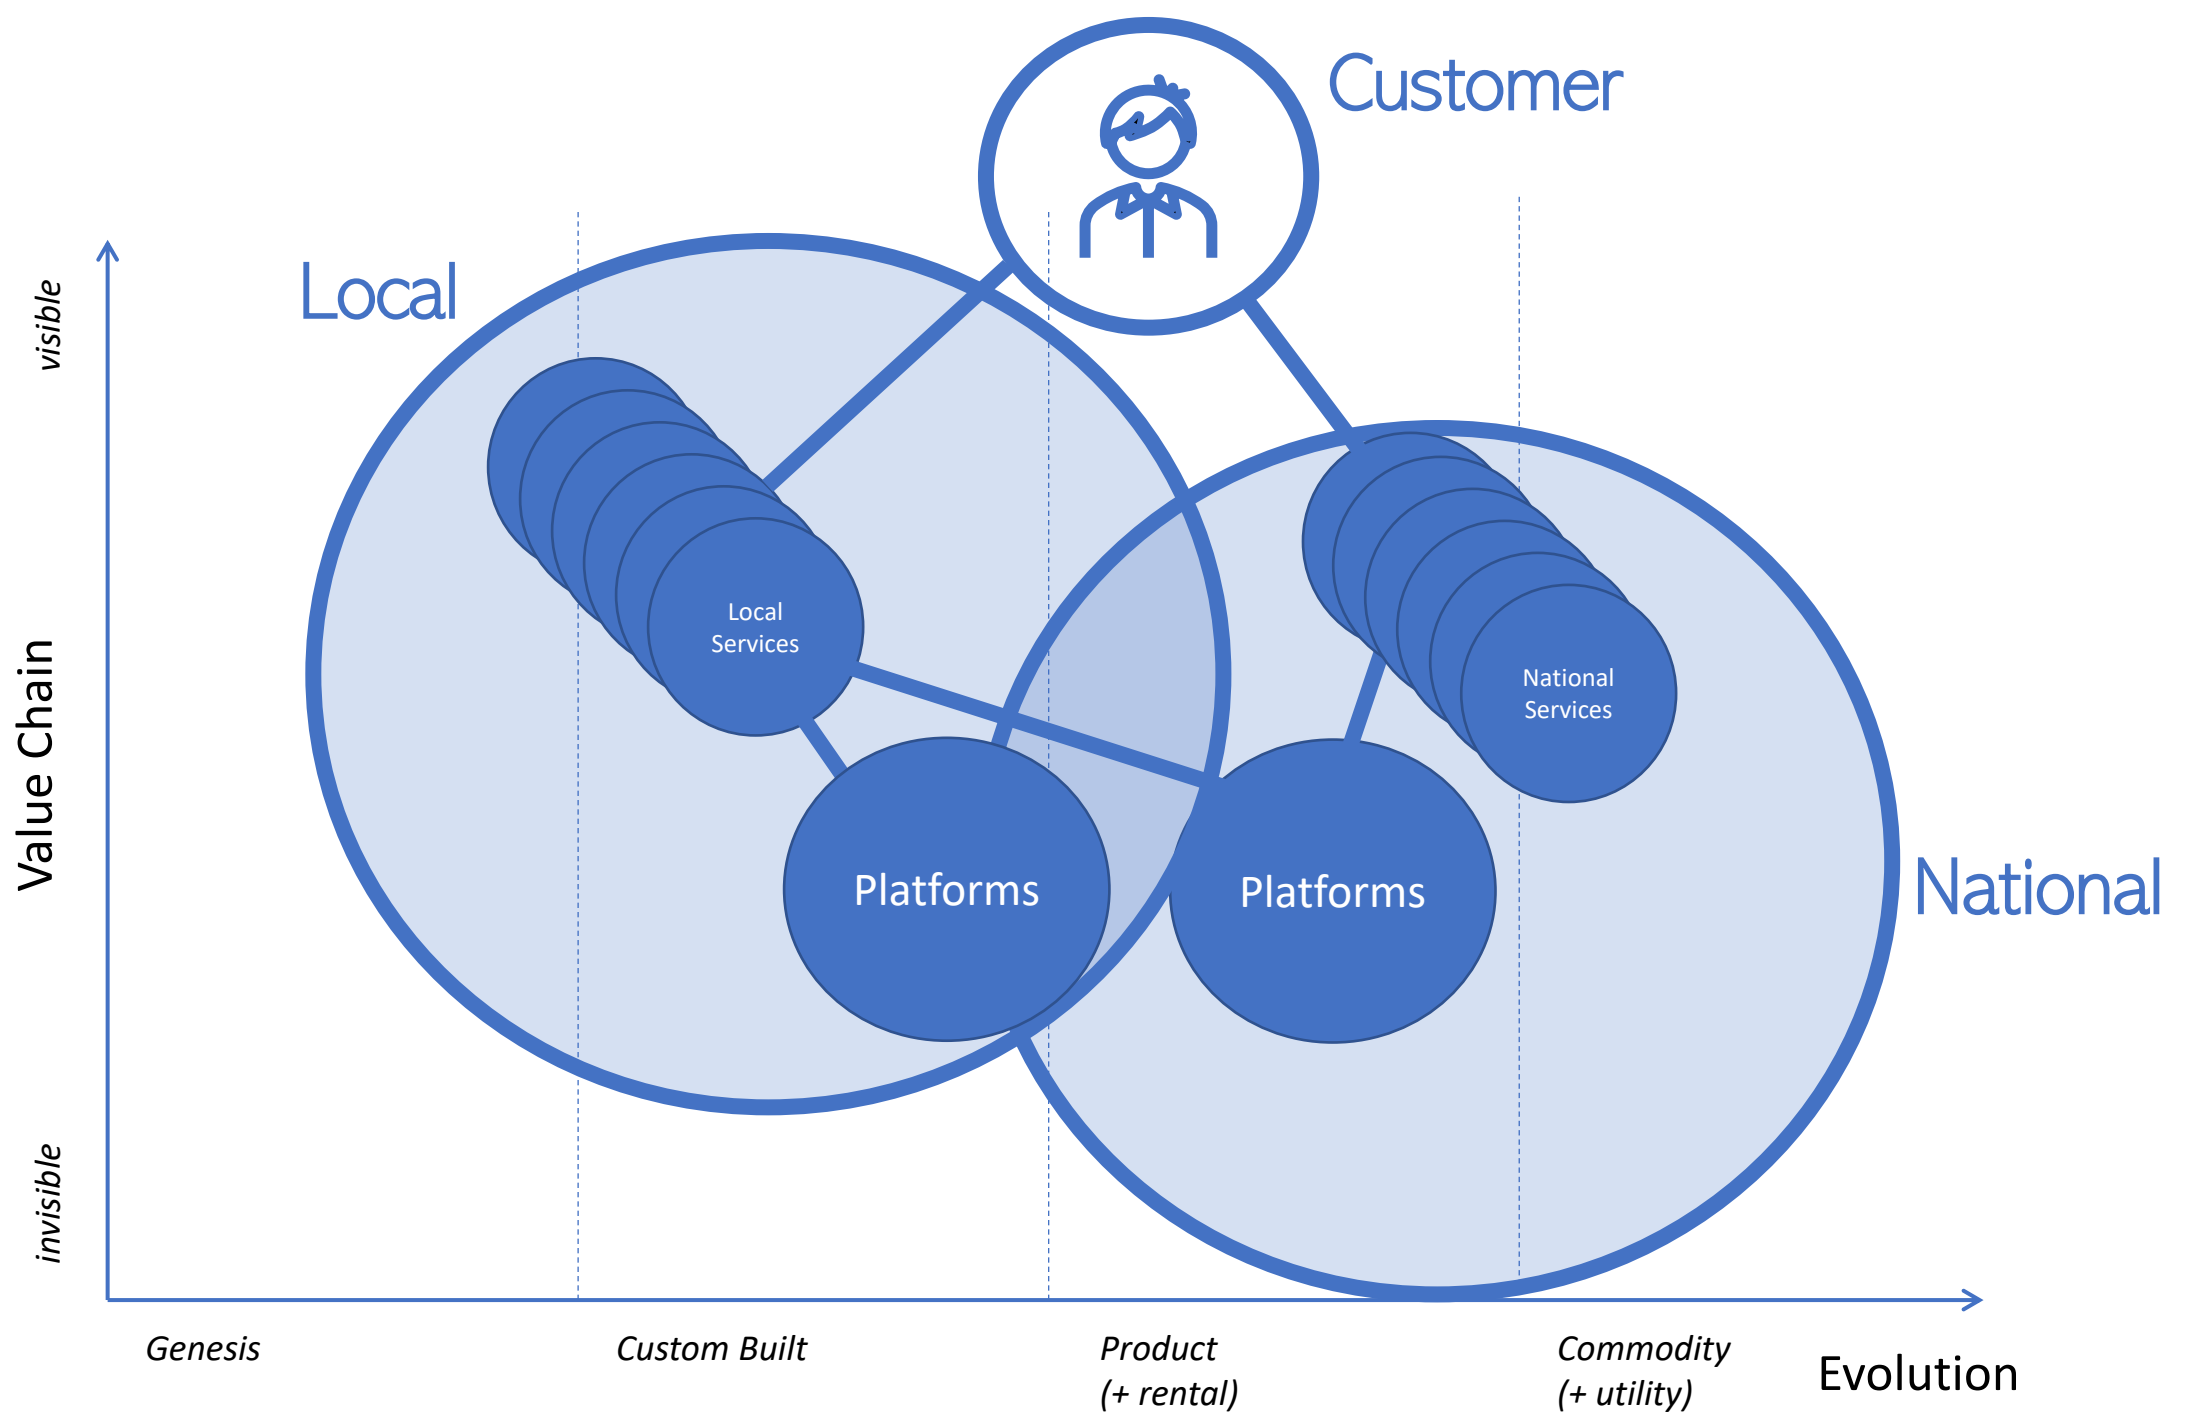 Customer
Local
visible
Local
Services
National
Services
Value Chain
Platforms
Platforms
National
invisible
Genesis
Custom Built
Product
(+ rental)
Commodity
(+ utility)
Evolution